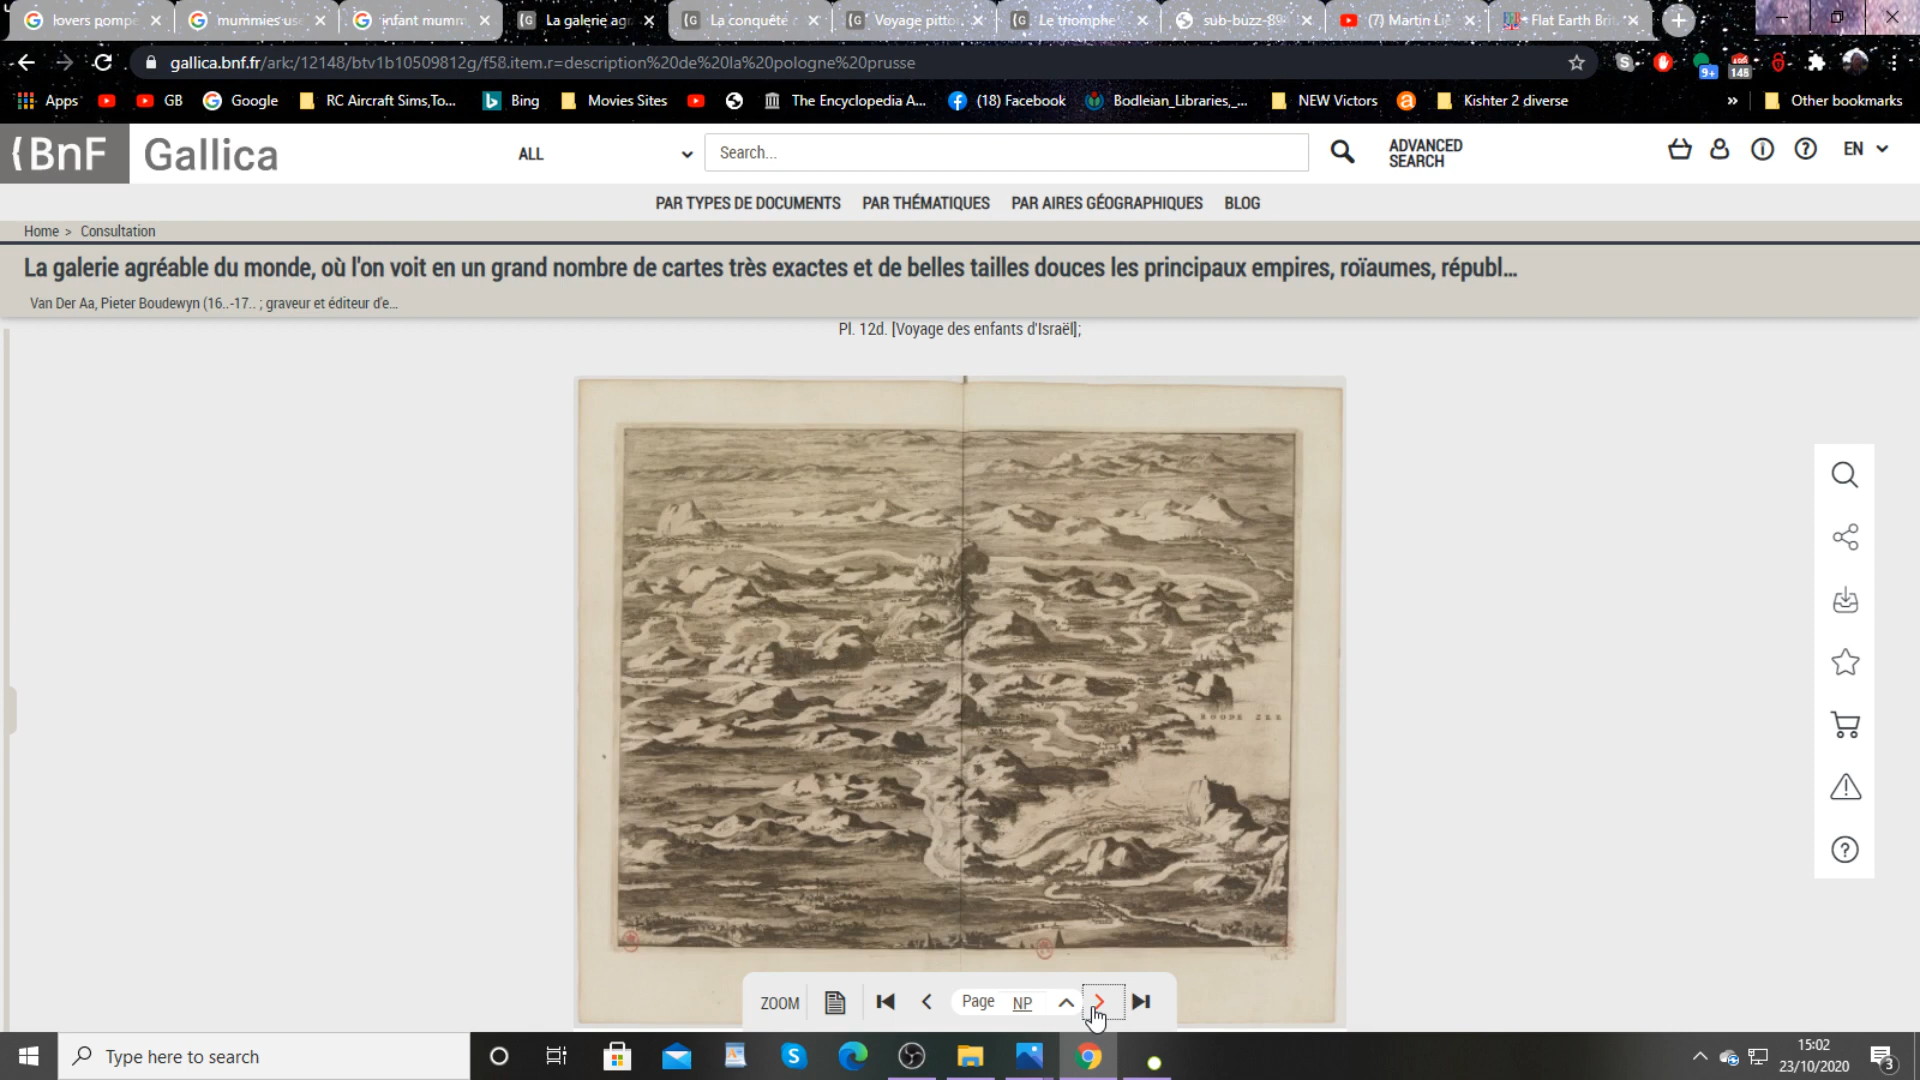 lovers pompe
mummies us
infant mumm
La galerie agr
La conquête
Voyage pitto
Le triomphe
sub-buzz-89
(7) Martin Li
Flat Earth Bri
gallica.bnf.fr/ark:/12148/btv1b10509812g/f58.item.r=description%20de%20la%20pologne%20prusse
9+
145
Apps
GB
Google
RC Aircraft Sims,To...
Bing
Movies Sites
The Encyclopedia A...
(18) Facebook
Bodleian_Libraries,_...
NEW Victors
Kishter 2 diverse
»
Other bookmarks
BnF Gallica
ALL
Search...
ADVANCED
SEARCH
EN
PAR TYPES DE DOCUMENTS
PAR THÉMATIQUES
PAR AIRES GÉOGRAPHIQUES
BLOG
Home > Consultation
La galerie agréable du monde, où l'on voit en un grand nombre de cartes très exactes et de belles tailles douces les principaux empires, roïaumes, républ...
Van Der Aa, Pieter Boudewyn (16..-17.. ; graveur et éditeur d'e...
Pl. 12d. [Voyage des enfants d'Israël];
ROODE ZEE
ZOOM
Page NP
Type here to search
15:02
23/10/2020
3